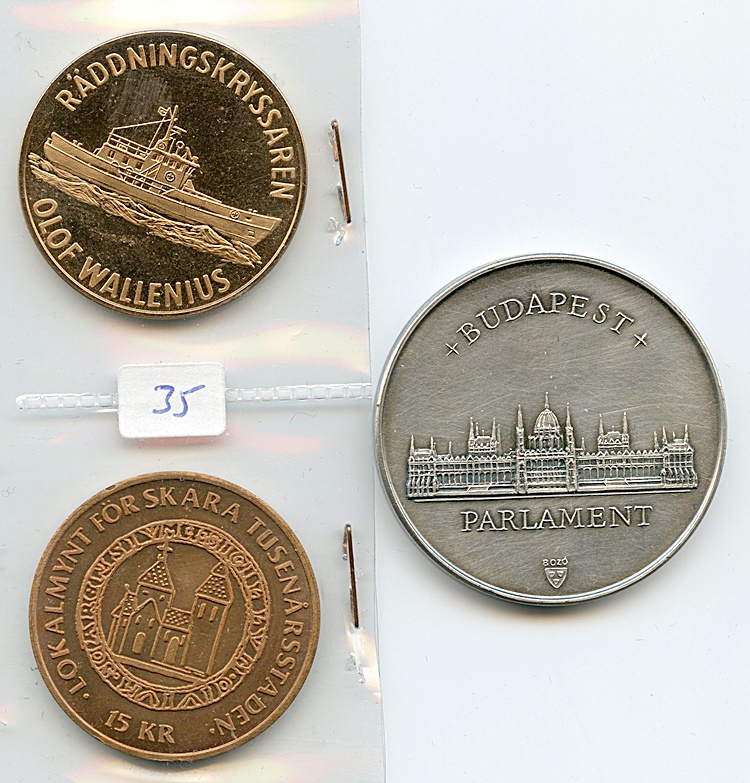 RÄDDNINGSKRYSSAREN
OLOF WALLENIUS
35
LOKALMYNT FÖR SKARA TUSENÅRSSTADEN
15 KR
+BUDAPEST+
PARLAMENT
BOZÓ